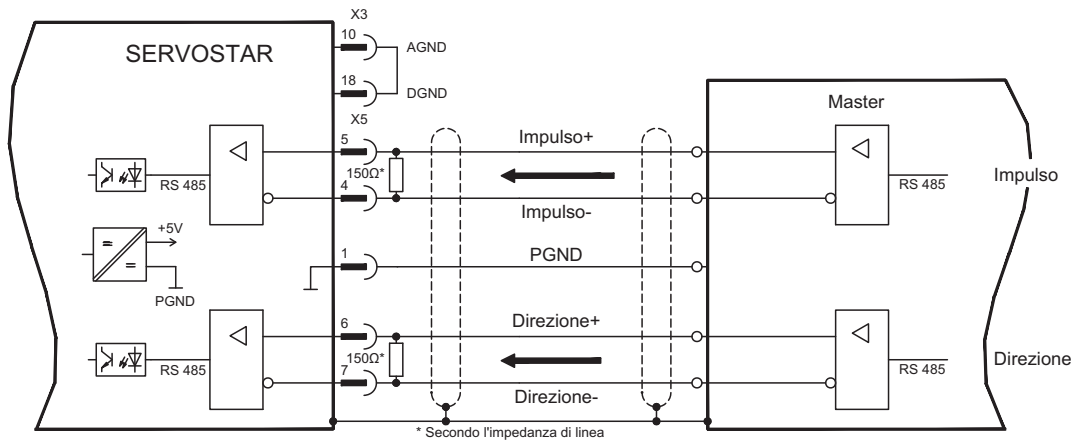 X3
10
AGND
SERVOSTAR
18
DGND
Master
X5
5
Impulso+
150Ω*
RS 485
RS 485
Impulso
4
Impulso-
+5V
1
PGND
PGND
6
Direzione+
150Ω*
RS 485
RS 485
Direzione
7
Direzione-
* Secondo l'impedanza di linea